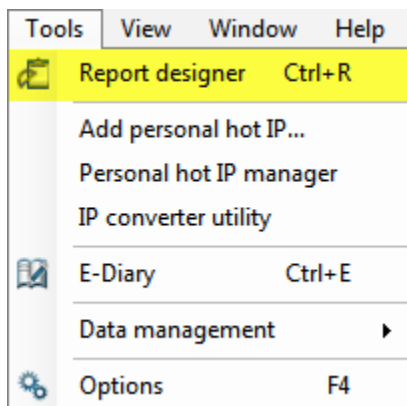 Tools View Window Help
Report designer Ctrl+R
Add personal hot IP...
Personal hot IP manager
IP converter utility
E-Diary Ctrl+E
Data management
Options F4